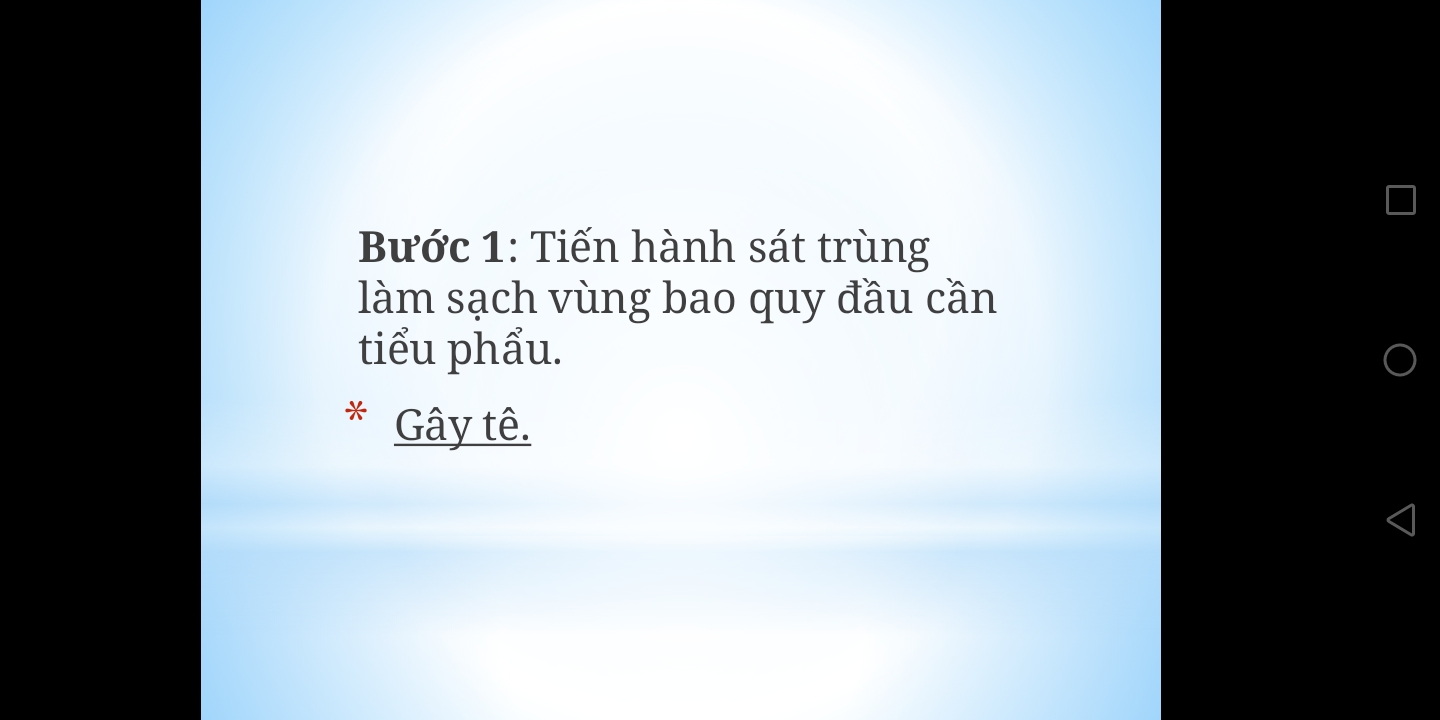 Bước 1: Tiến hành sát trùng
làm sạch vùng bao quy đầu cần
tiểu phẩu.
* Gây tê.